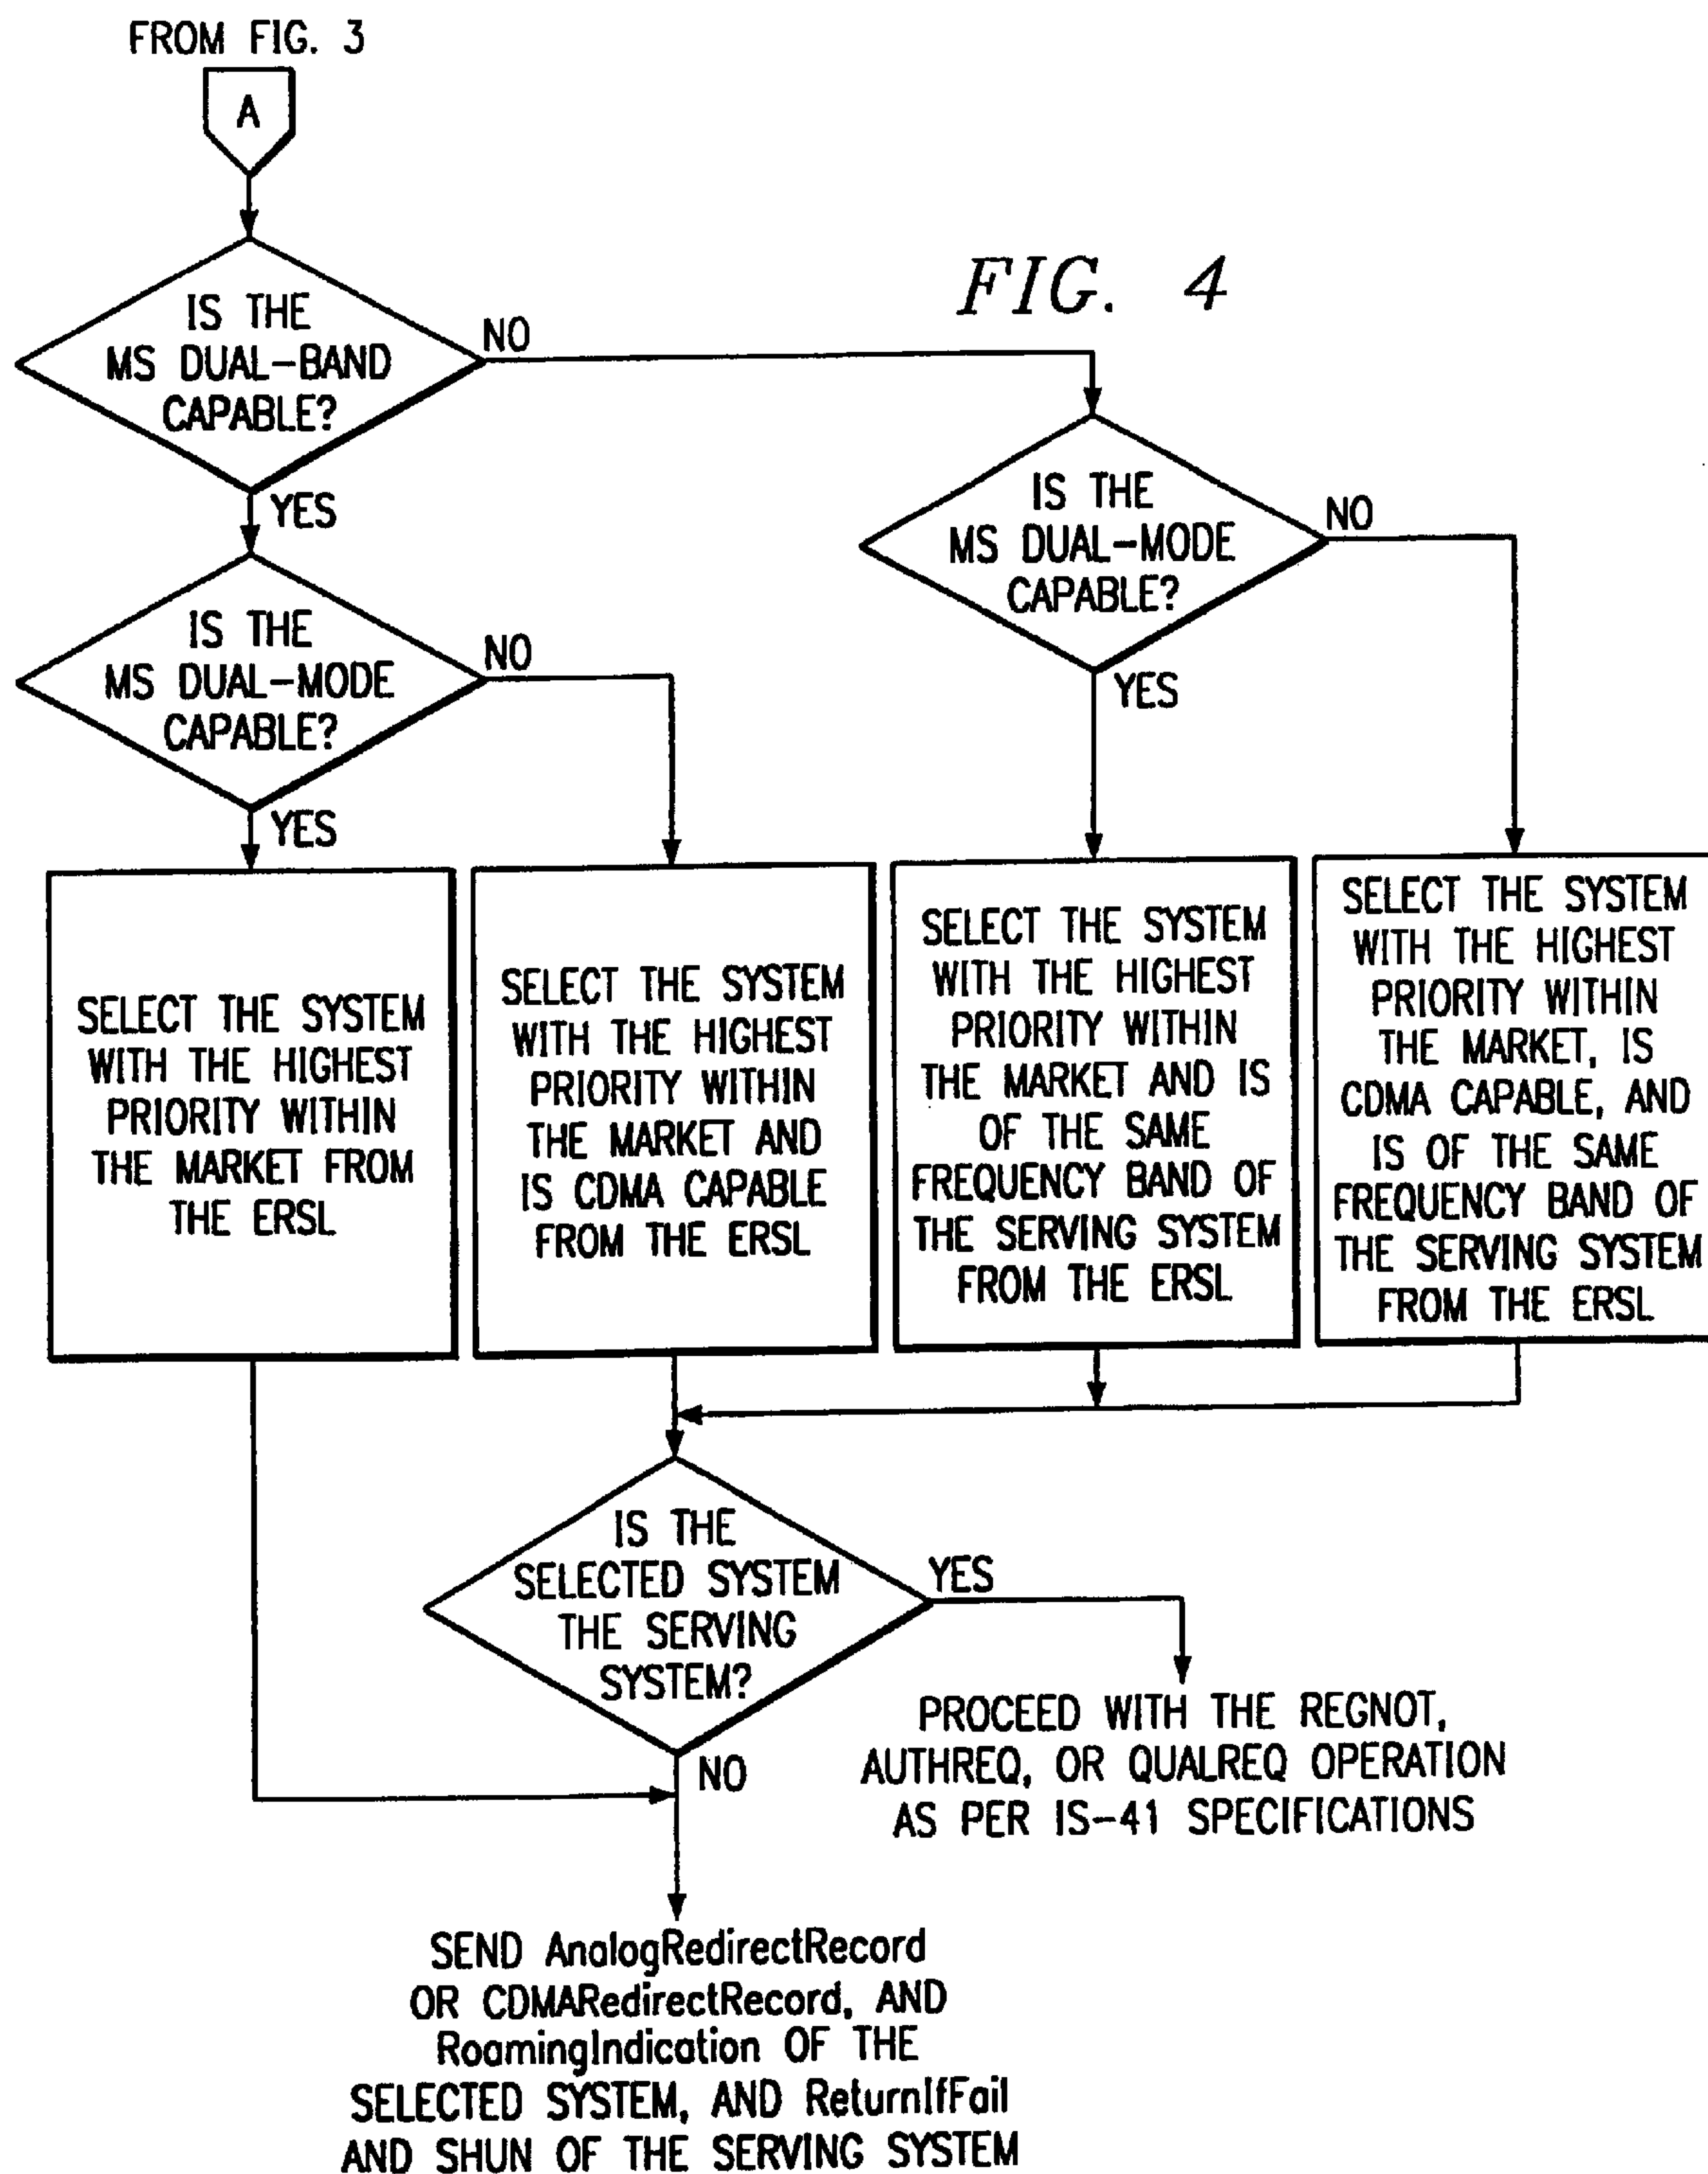 FROM FIG. 3
A
FIG. 4
IS THE
MS DUAL-BAND
CAPABLE?
NO
YES
IS THE
MS DUAL-MODE
CAPABLE?
NO
YES
IS THE
MS DUAL-MODE
CAPABLE?
NO
YES
SELECT THE SYSTEM
WITH THE HIGHEST
PRIORITY WITHIN
THE MARKET FROM
THE ERSL
SELECT THE SYSTEM
WITH THE HIGHEST
PRIORITY WITHIN
THE MARKET AND
IS CDMA CAPABLE
FROM THE ERSL
SELECT THE SYSTEM
WITH THE HIGHEST
PRIORITY WITHIN
THE MARKET AND IS
OF THE SAME
FREQUENCY BAND OF
THE SERVING SYSTEM
FROM THE ERSL
SELECT THE SYSTEM
WITH THE HIGHEST
PRIORITY WITHIN
THE MARKET, IS
CDMA CAPABLE, AND
IS OF THE SAME
FREQUENCY BAND OF
THE SERVING SYSTEM
FROM THE ERSL
IS THE
SELECTED SYSTEM
THE SERVING
SYSTEM?
YES
NO
PROCEED WITH THE REGNOT,
AUTHREQ, OR QUALREQ OPERATION
AS PER IS-41 SPECIFICATIONS
SEND AnalogRedirectRecord
OR CDMARedirectRecord, AND
RoamingIndication OF THE
SELECTED SYSTEM, AND ReturnIfFail
AND SHUN OF THE SERVING SYSTEM